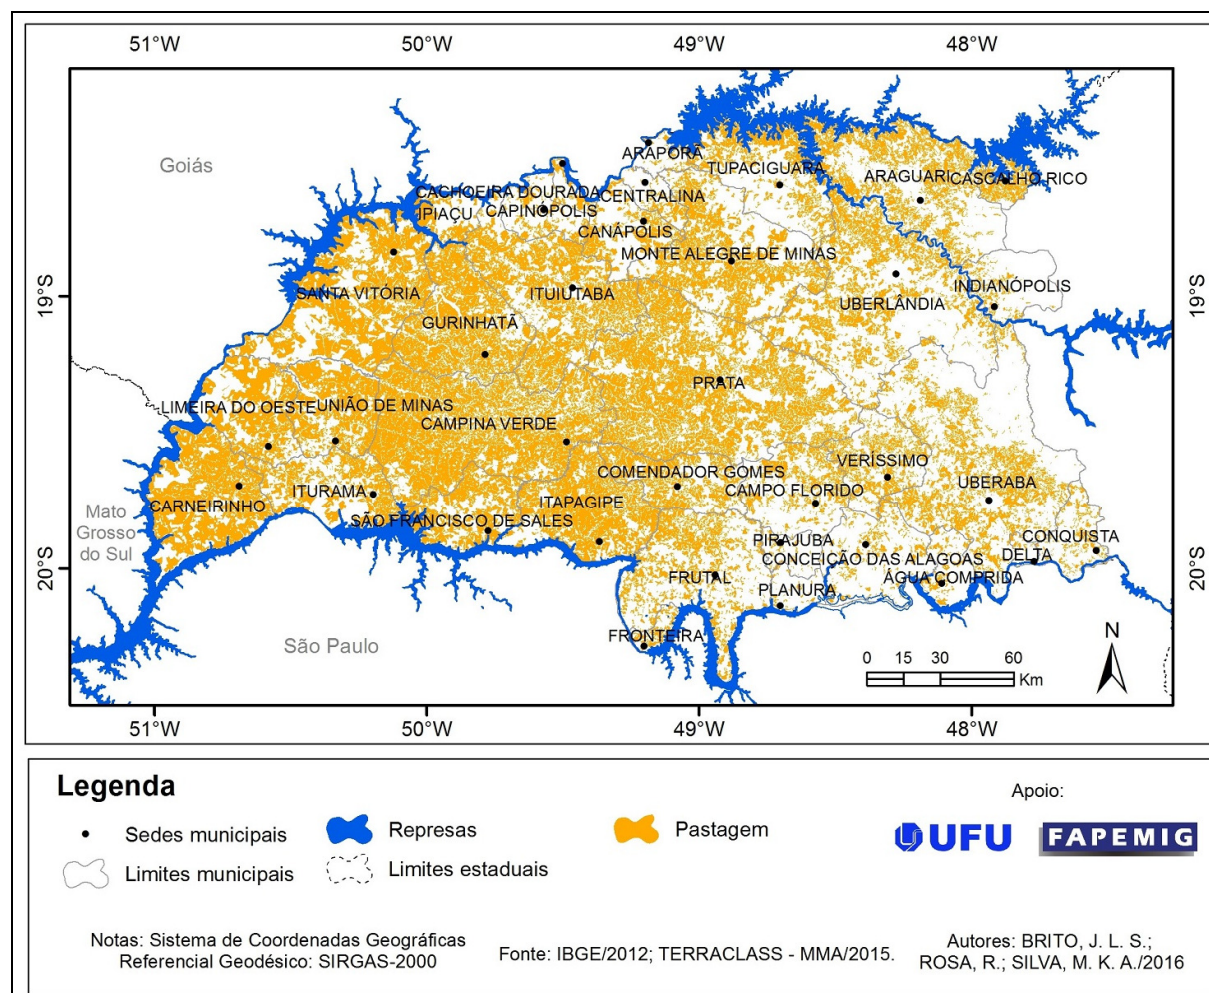 51°W 50°W 49°W 48°W
Goiás
ARAPORÃ
TUPACIGUARA
ARAGUARI
CASCALHO RICO
CACHOEIRA DOURADA
CENTRALINA
IPIAÇU
CAPINÓPOLIS
CANÁPOLIS
MONTE ALEGRE DE MINAS
19°S
SANTA VITÓRIA
ITUIUTABA
UBERLÂNDIA
INDIANÓPOLIS
19°S
GURINHATÃ
PRATA
LIMEIRA DO OESTE
UNIÃO DE MINAS
CAMPINA VERDE
COMENDADOR GOMES
VERÍSSIMO
CARNEIRINHO
ITURAMA
ITAPAGIPE
CAMPO FLORIDO
UBERABA
Mato
Grosso
do Sul
SÃO FRANCISCO DE SALES
PIRAJUBA
CONQUISTA
DELTA
CONCEIÇÃO DAS ALAGOAS
20°S
FRUTAL
ÁGUA COMPRIDA
20°S
PLANURA
São Paulo
FRONTEIRA
N
0 15 30 60
Km
51°W 50°W 49°W 48°W
Legenda
Apoio:
Sedes municipais
Represas
Pastagem
UFU
FAPEMIG
Limites municipais
Limites estaduais
Notas: Sistema de Coordenadas Geográficas
Referencial Geodésico: SIRGAS-2000
Fonte: IBGE/2012; TERRACLASS - MMA/2015.
Autores: BRITO, J. L. S.;
ROSA, R.; SILVA, M. K. A./2016